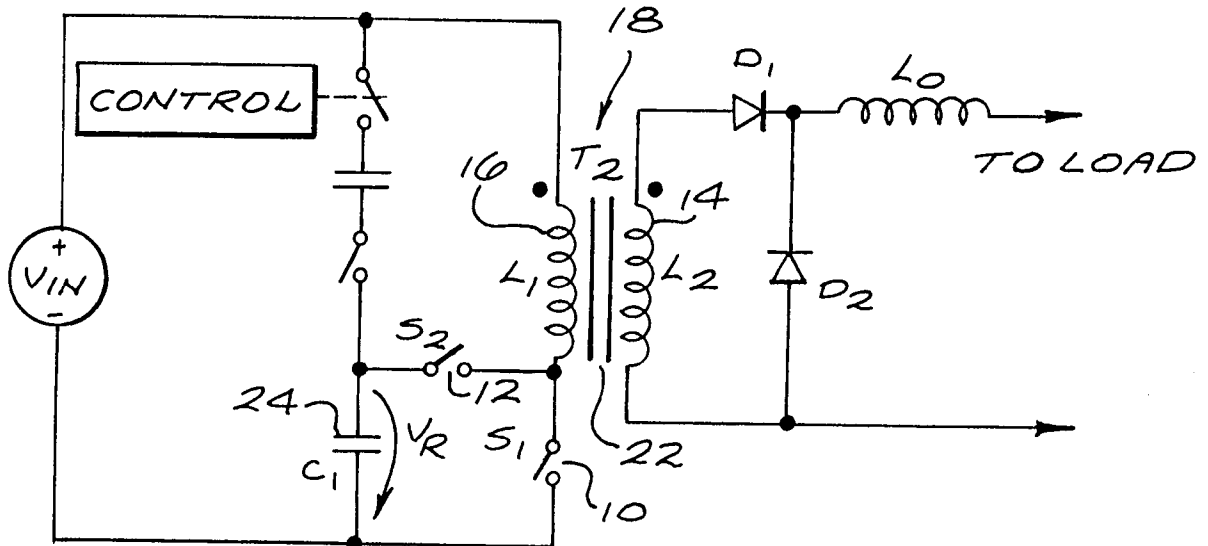 18
CONTROL
D1
L0
TO LOAD
16
T2
14
+
VIN
-
L1
L2
D2
S2
12
24
VR
S1
22
C1
10